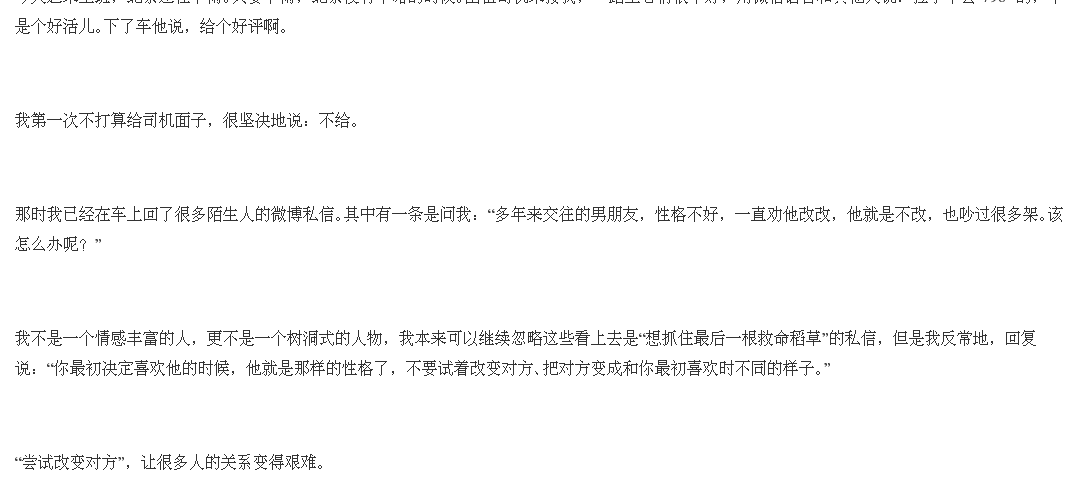 是个好活儿。下了车他说，给个好评啊。
我第一次不打算给司机面子，很坚决地说：不给。
那时我已经在车上回了很多陌生人的微博私信。其中有一条是问我：“多年来交往的男朋友，性格不好，一直劝他改改，他就是不改，也吵过很多架。该
怎么办呢？”
我不是一个情感丰富的人，更不是一个树洞式的人物，我本来可以继续忽略这些看上去是“想抓住最后一根救命稻草”的私信，但是我反常地，回复
说：“你最初决定喜欢他的时候，他就是那样的性格了，不要试着改变对方、把对方变成和你最初喜欢时不同的样子。”
“尝试改变对方”，让很多人的关系变得艰难。